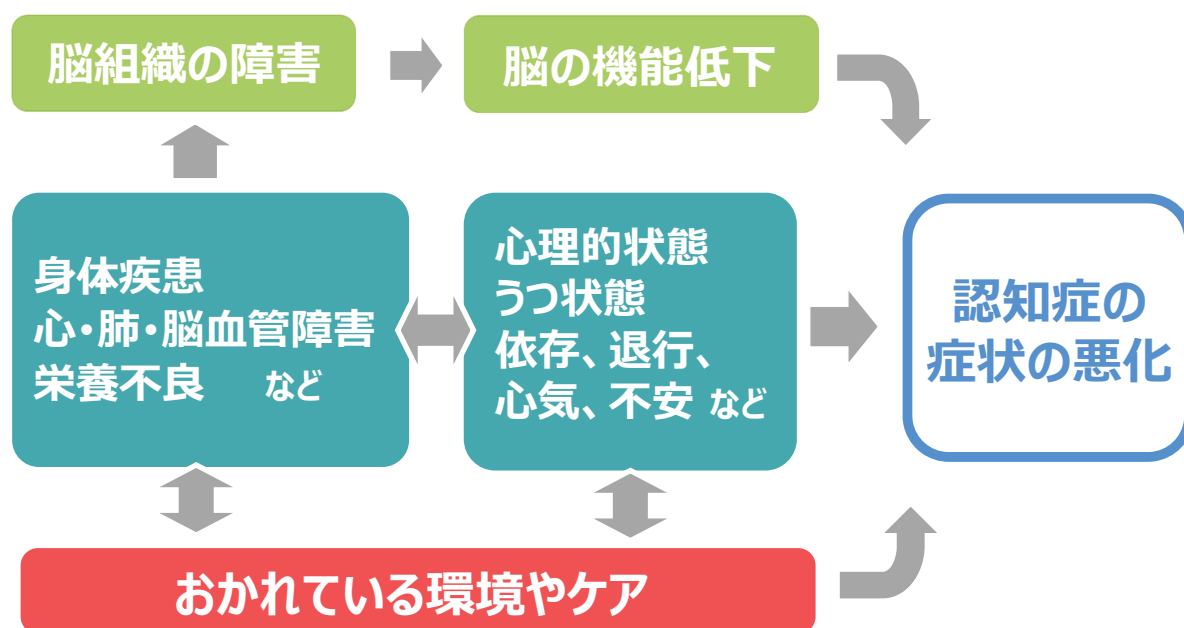 脳組織の障害
脳の機能低下
身体疾患
心・肺・脳血管障害
栄養不良 など
心理的状態
うつ状態
依存、退行、
心気、不安 など
認知症の
症状の悪化
おかれている環境やケア